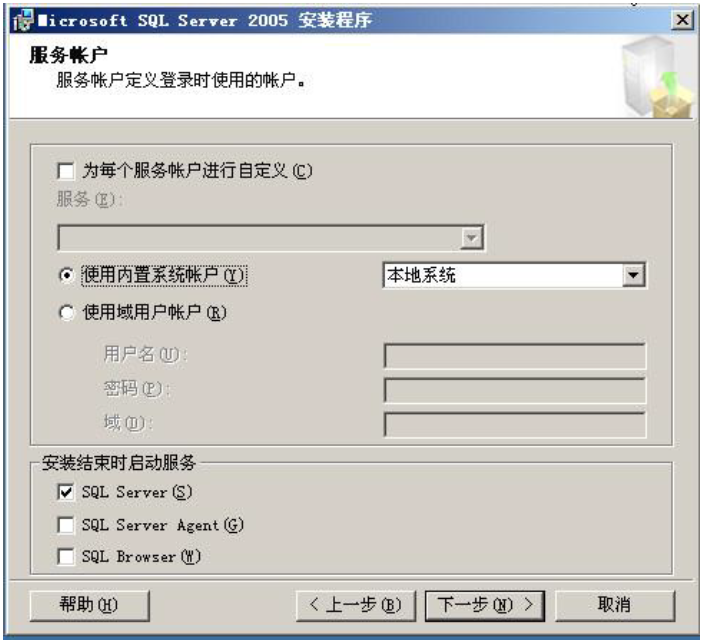 Microsoft SQL Server 2005 安装程序
服务帐户
服务帐户定义登录时使用的帐户。
为每个服务帐户进行自定义(C)
服务(E):
使用内置系统帐户(Y)
本地系统
使用域用户帐户(R)
用户名(U):
密码(P):
域(D):
安装结束时启动服务
SQL Server(S)
SQL Server Agent(G)
SQL Browser(W)
帮助(H)
< 上一步(B)
下一步(N) >
取消